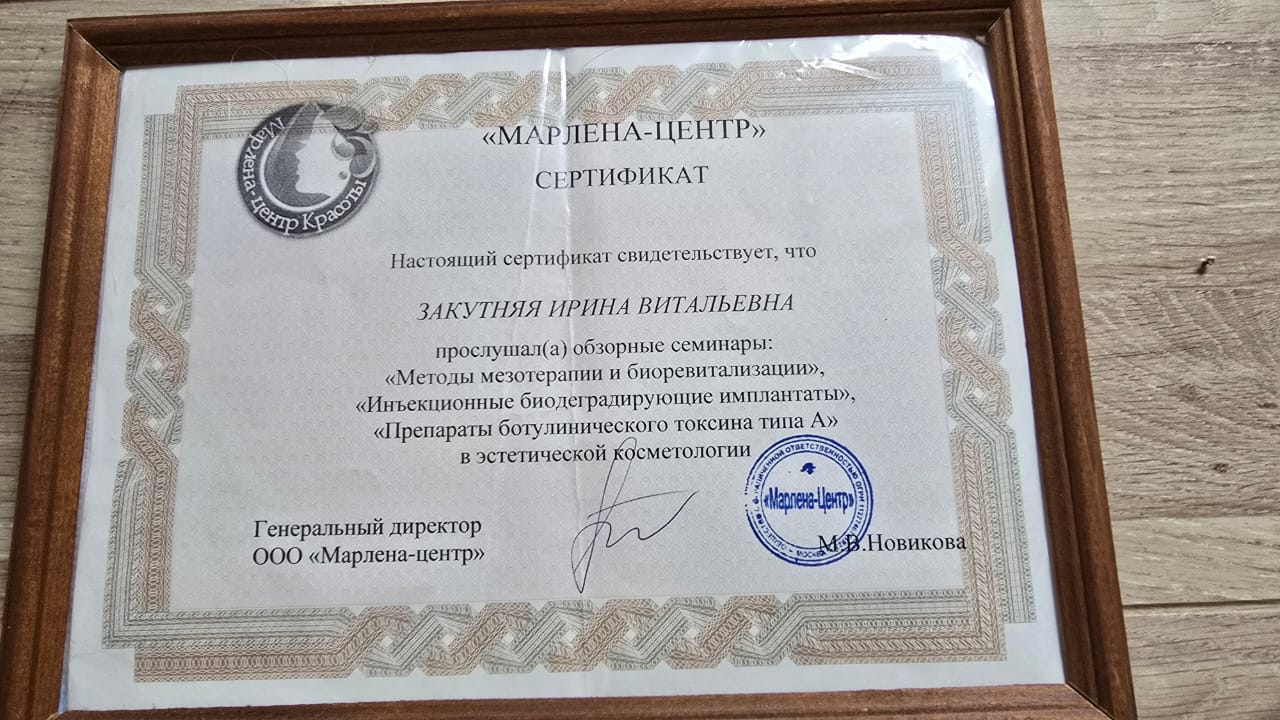 «МАРЛЕНА-ЦЕНТР»
Марлена-центр Красоты
СЕРТИФИКАТ
Настоящий сертификат свидетельствует, что
ЗАКУТНЯЯ ИРИНА ВИТАЛЬЕВНА
прослушал(а) обзорные семинары:
«Методы мезотерапии и биоревитализации»,
«Инъекционные биодеградирующие имплантаты»,
«Препараты ботулинического токсина типа А»
в эстетической косметологии
«Марлена-Центр»
Генеральный директор
ООО «Марлена-центр»
М.В.Новикова